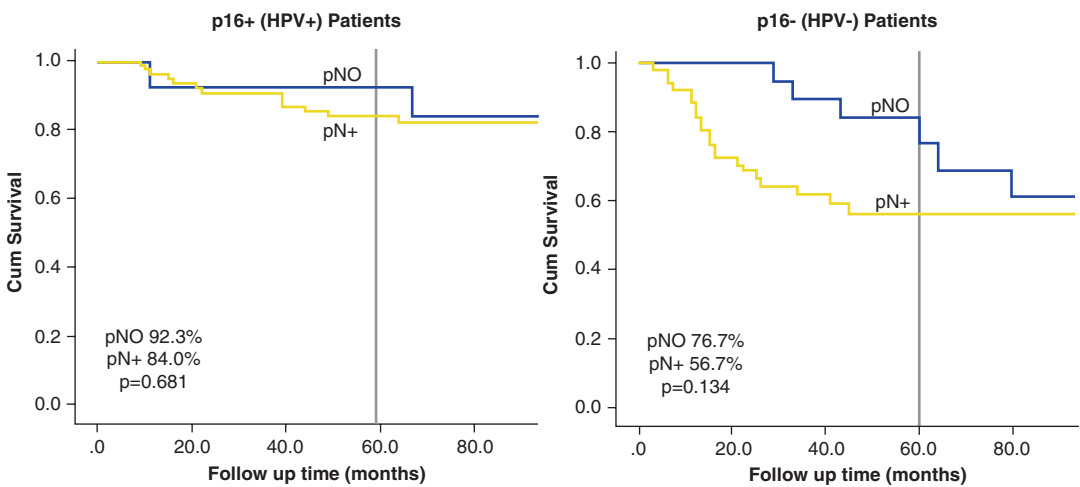 p16+ (HPV+) Patients
Cum Survival
1.0
0.8
0.6
0.4
0.2
0.0
pNO
pN+
pNO 92.3%
pN+ 84.0%
p=0.681
.0 20.0 40.0 60.0 80.0
Follow up time (months)
p16- (HPV-) Patients
Cum Survival
1.0
0.8
0.6
0.4
0.2
0.0
pNO
pN+
pNO 76.7%
pN+ 56.7%
p=0.134
.0 20.0 40.0 60.0 80.0
Follow up time (months)